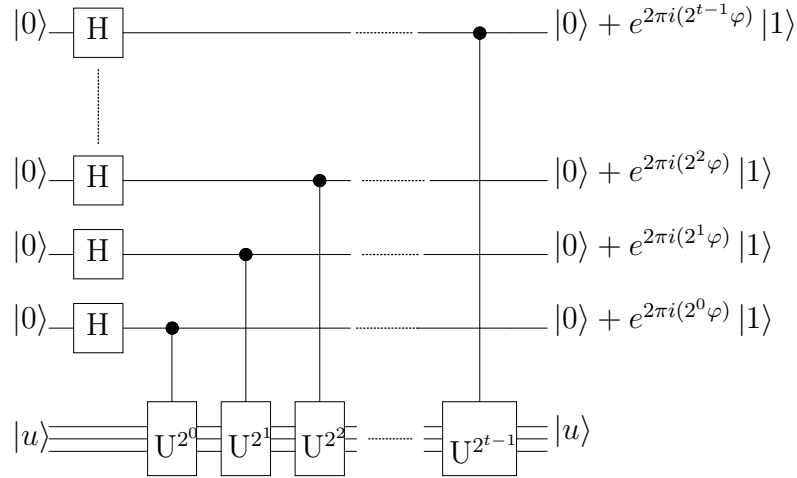 |0⟩ H |0⟩ + e^{2πi(2^{t−1}φ)} |1⟩
|0⟩ H |0⟩ + e^{2πi(2^2φ)} |1⟩
|0⟩ H |0⟩ + e^{2πi(2^1φ)} |1⟩
|0⟩ H |0⟩ + e^{2πi(2^0φ)} |1⟩
|u⟩ U^{2^0} U^{2^1} U^{2^2} U^{2^{t−1}} |u⟩